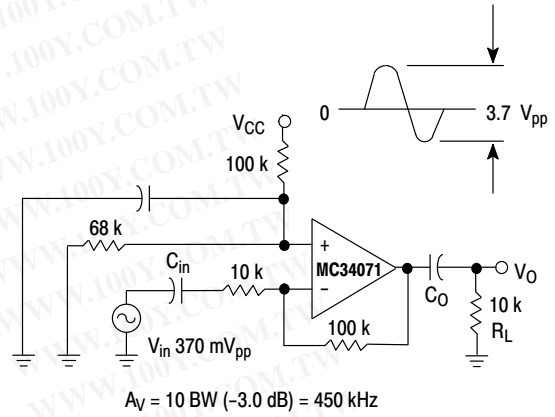 WWW.100Y.COM.TW
0
3.7 Vpp
VCC
100 k
68 k
Cin
10 k
+
MC34071
−
100 k
CO
VO
10 k
RL
Vin 370 mVpp
AV = 10 BW (−3.0 dB) = 450 kHz